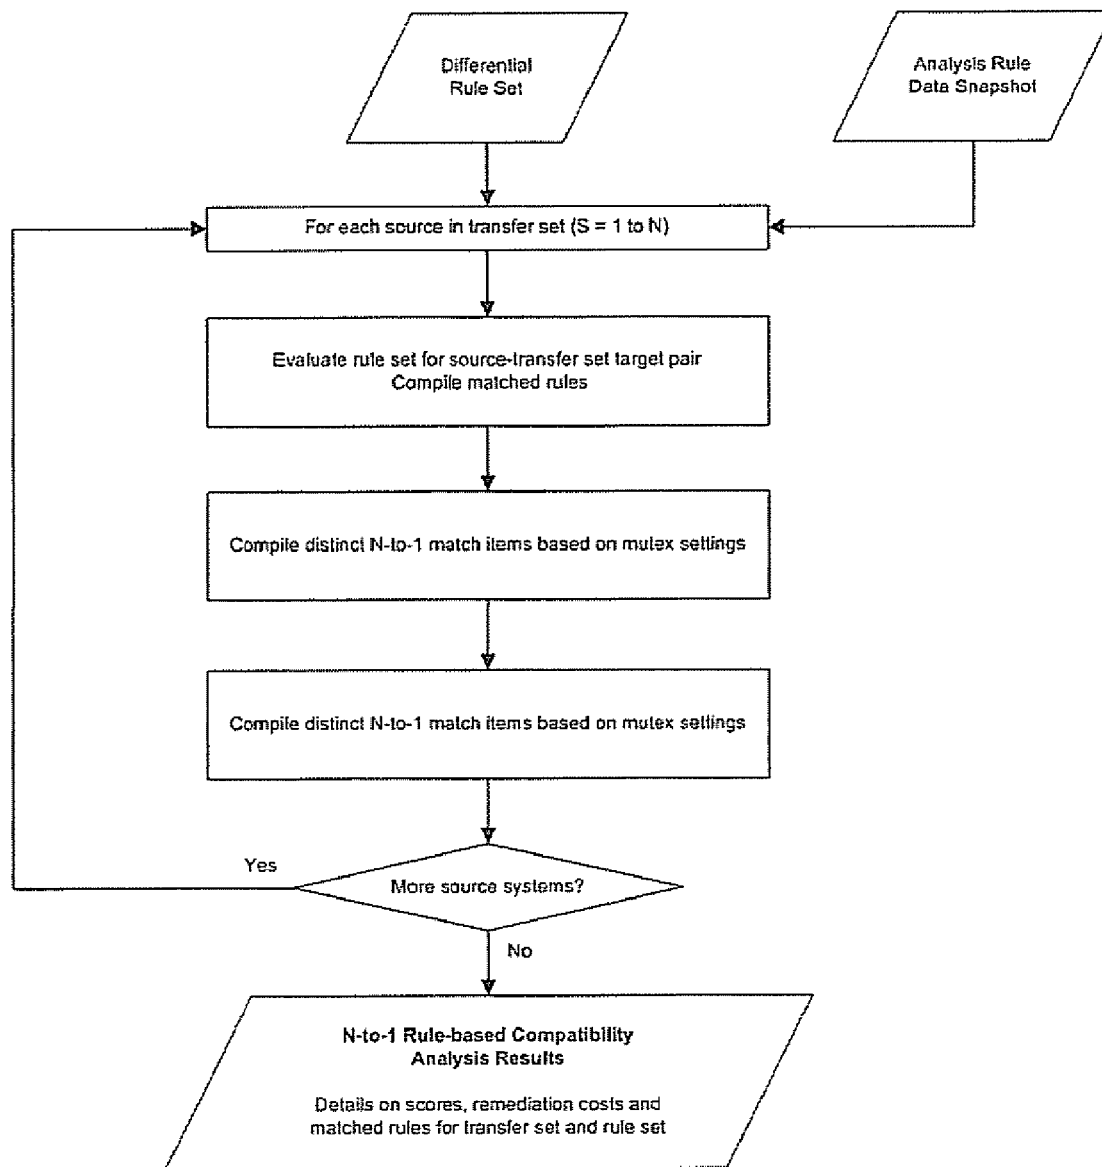 Differential
Rule Set
Analysis Rule
Data Snapshot
For each source in transfer set (S = 1 to N)
Evaluate rule set for source-transfer set target pair
Compile matched rules
Compile distinct N-to-1 match items based on mutex settings
Compile distinct N-to-1 match items based on mutex settings
Yes
More source systems?
No
N-to-1 Rule-based Compatibility
Analysis Results
Details on scores, remediation costs and
matched rules for transfer set and rule set